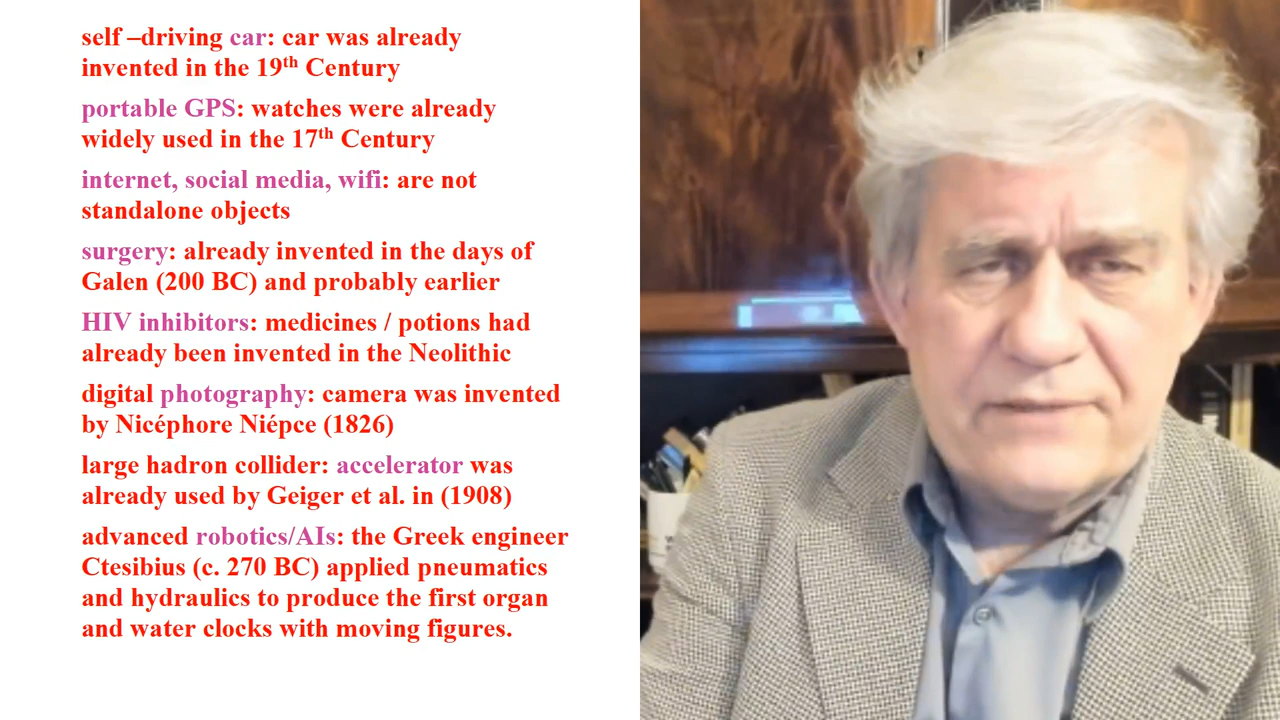 self –driving car: car was already
invented in the 19th Century
portable GPS: watches were already
widely used in the 17th Century
internet, social media, wifi: are not
standalone objects
surgery: already invented in the days of
Galen (200 BC) and probably earlier
HIV inhibitors: medicines / potions had
already been invented in the Neolithic
digital photography: camera was invented
by Nicéphore Niépce (1826)
large hadron collider: accelerator was
already used by Geiger et al. in (1908)
advanced robotics/AIs: the Greek engineer
Ctesibius (c. 270 BC) applied pneumatics
and hydraulics to produce the first organ
and water clocks with moving figures.